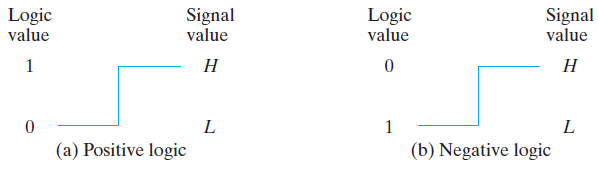 Logic value
Signal value
1
H
0
L
(a) Positive logic
Logic value
Signal value
0
H
1
L
(b) Negative logic